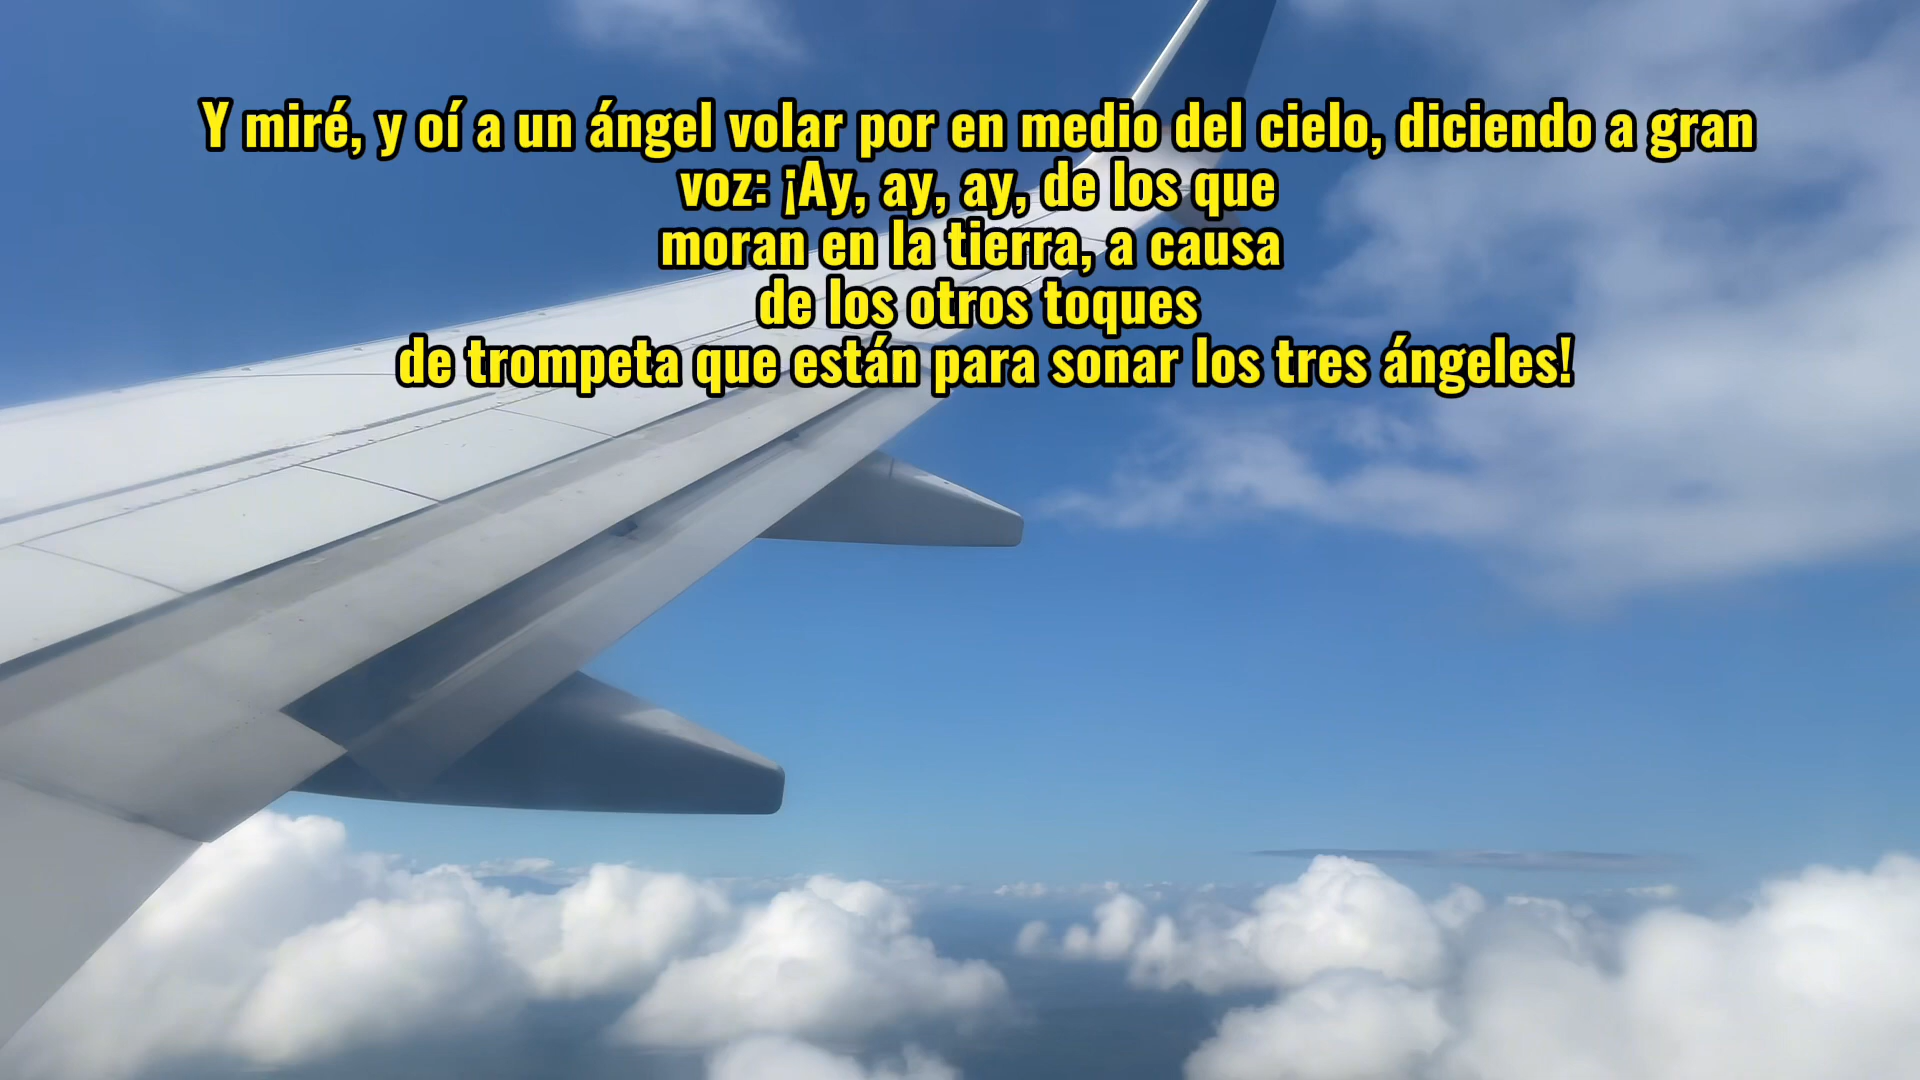 Y miré, y oí a un ángel volar por en medio del cielo, diciendo a gran
voz: ¡Ay, ay, ay, de los que
moran en la tierra, a causa
de los otros toques
de trompeta que están para sonar los tres ángeles!